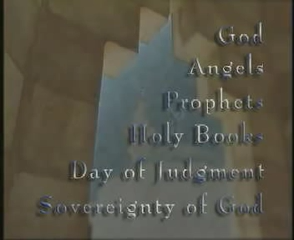 God
Angels
Prophets
Holy Books
Day of Judgment
Sovereignty of God